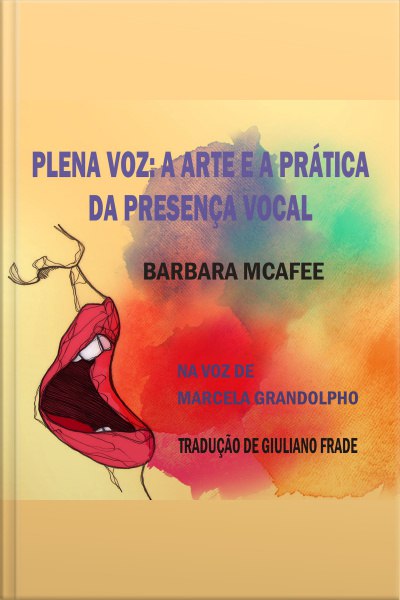 PLENA VOZ: A ARTE E A PRÁTICA
DA PRESENÇA VOCAL
BARBARA MCAFEE
NA VOZ DE
MARCELA GRANDOLPHO
TRADUÇÃO DE GIULIANO FRADE